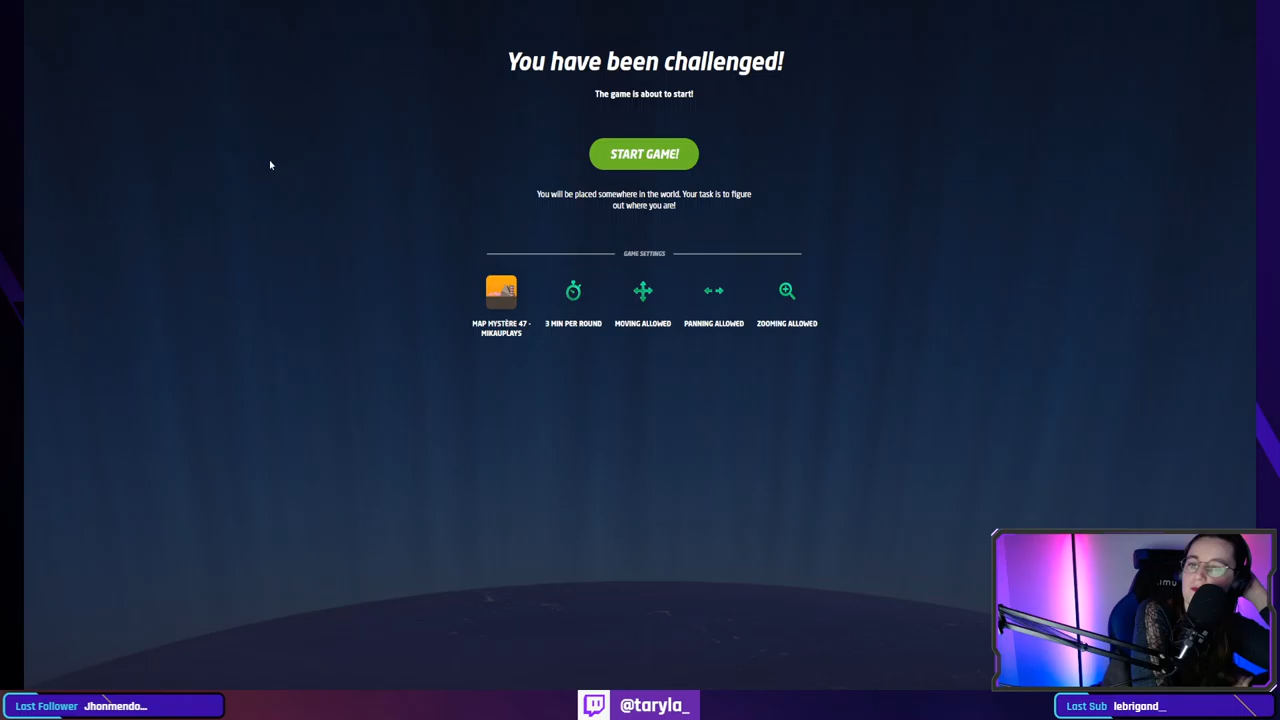 You have been challenged!
The game is about to start!
START GAME!
You will be placed somewhere in the world. Your task is to figure
out where you are!
GAME SETTINGS
MAP MYSTÈRE 47 -
MIKAUPLAYS
3 MIN PER ROUND
MOVING ALLOWED
PANNING ALLOWED
ZOOMING ALLOWED
Last Follower Jhonmendo...
@taryla_
Last Sub lebrigand__